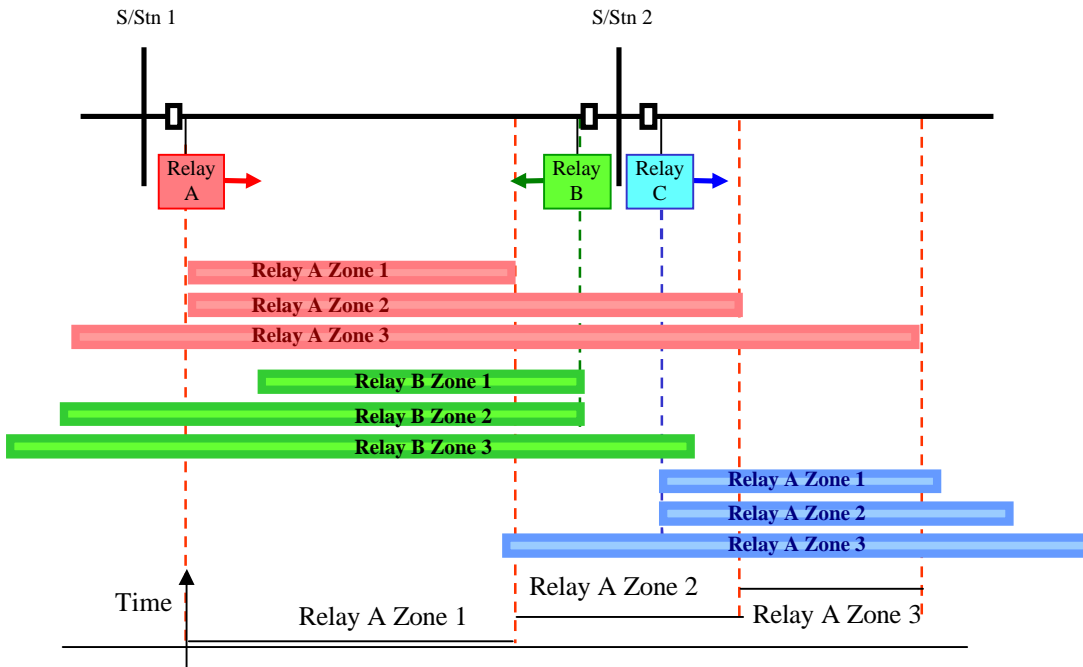 S/Stn 1
S/Stn 2
Relay
A
Relay
B
Relay
C
Relay A Zone 1
Relay A Zone 2
Relay A Zone 3
Relay B Zone 1
Relay B Zone 2
Relay B Zone 3
Relay A Zone 1
Relay A Zone 2
Relay A Zone 3
Time
Relay A Zone 1
Relay A Zone 2
Relay A Zone 3